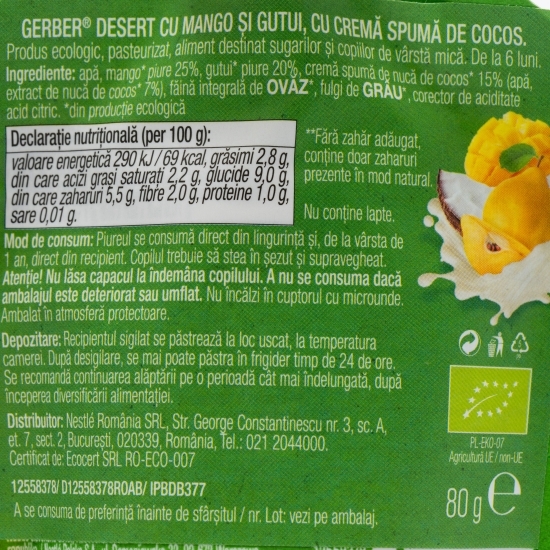 GERBER® DESERT CU MANGO ȘI GUTUI, CU CREMĂ SPUMĂ DE COCOS.
Produs ecologic, pasteurizat, aliment destinat sugarilor și copiilor de vârstă mică. De la 6 luni.
Ingrediente: apă, mango* piure 25%, gutui* piure 20%, cremă spumă de nucă de cocos* 15% (apă,
extract de nucă de cocos* 7%), făină integrală de OVĂZ*, fulgi de GRÂU*, corector de aciditate
acid citric. *din producție ecologică
Declarație nutrițională (per 100 g):
valoare energetică 290 kJ / 69 kcal, grăsimi 2,8 g,
din care acizi grași saturați 2,2 g, glucide 9,0 g,
din care zaharuri 5,5 g, fibre 2,0 g, proteine 1,0 g,
sare 0,01 g.
**Fără zahăr adăugat,
conține doar zaharuri
prezente în mod natural.
Nu conține lapte.
Mod de consum: Piureul se consumă direct din linguriță și, de la vârsta de
1 an, direct din recipient. Copilul trebuie să stea în șezut și supravegheat.
Atenție! Nu lăsa capacul la îndemâna copilului. A nu se consuma dacă
ambalajul este deteriorat sau umflat. Nu încălzi în cuptorul cu microunde.
Ambalat în atmosferă protectoare.
Depozitare: Recipientul sigilat se păstrează la loc uscat, la temperatura
camerei. După desigilare, se mai poate păstra în frigider timp de 24 de ore.
Se recomandă continuarea alăptării pe o perioadă cât mai îndelungată, după
începerea diversificării alimentației.
Distribuitor: Nestlé România SRL, Str. George Constantinescu nr. 3, sc. A,
et. 7, sect. 2, București, 020339, România, Tel.: 021 2044000.
Certificat de: Ecocert SRL RO-ECO-007
PL-EKO-07
Agricultură UE / non-UE
12558378/ D12558378ROAB/ IPBDB377
A se consuma de preferință înainte de sfârșitul / nr. Lot: vezi pe ambalaj.
80 g e